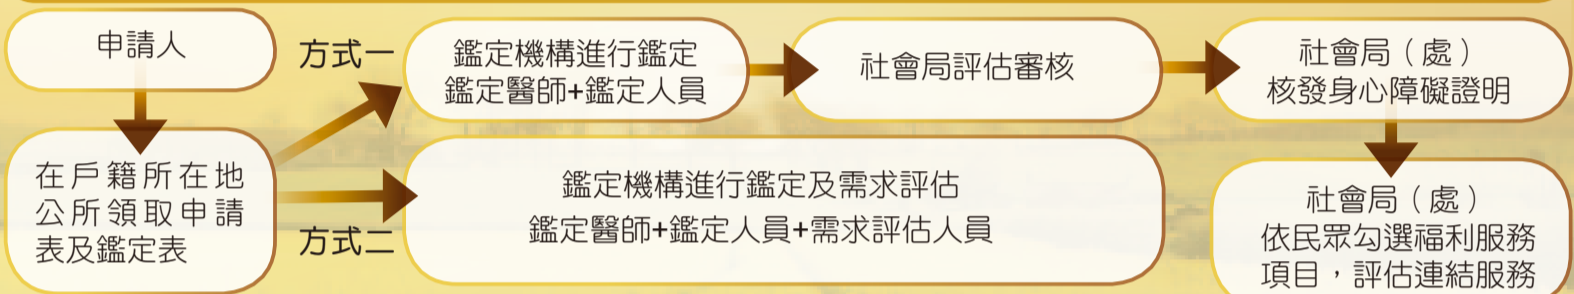 申請人
在戶籍所在地
公所領取申請
表及鑑定表
方式一
鑑定機構進行鑑定
鑑定醫師+鑑定人員
社會局評估審核
社會局（處）
核發身心障礙證明
方式二
鑑定機構進行鑑定及需求評估
鑑定醫師+鑑定人員+需求評估人員
社會局（處）
依民眾勾選福利服務
項目，評估連結服務